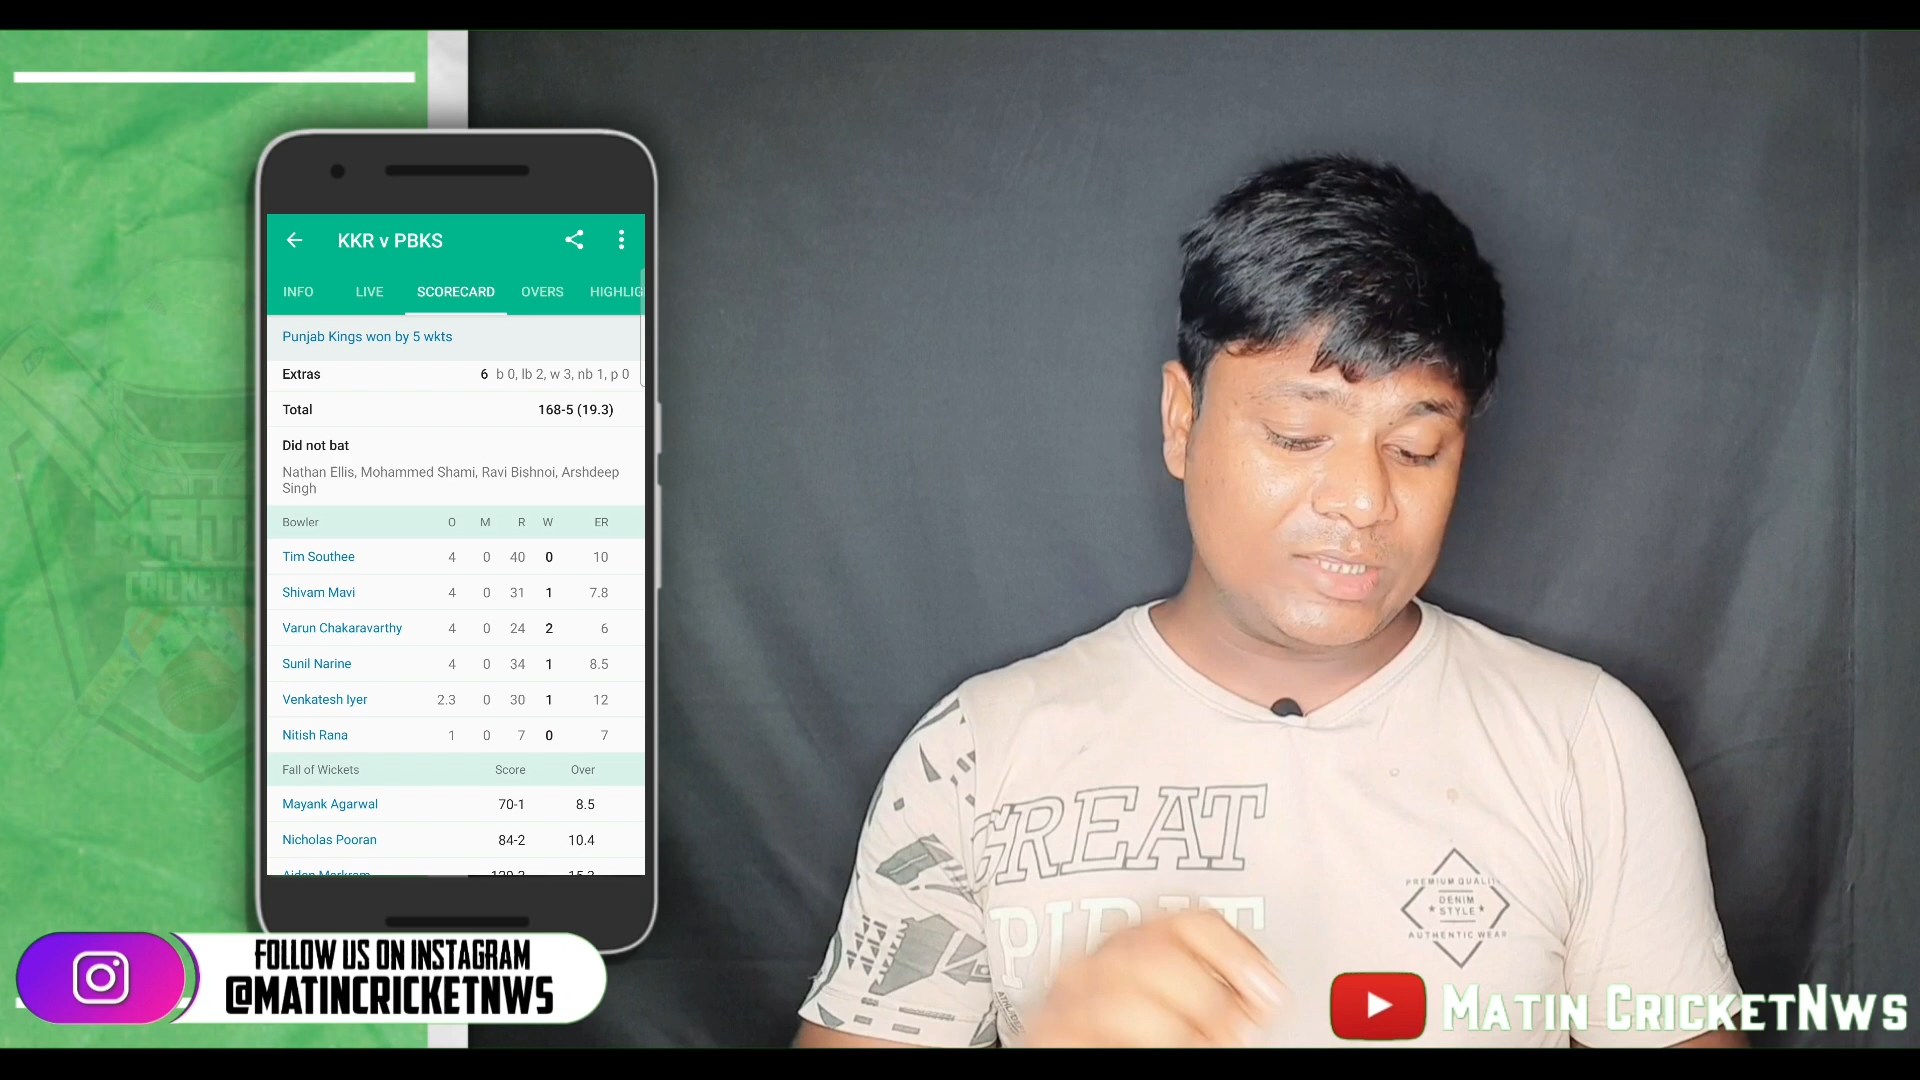 KKR v PBKS
INFO LIVE SCORECARD OVERS HIGHLIG
Punjab Kings won by 5 wkts
Extras 6 b 0, lb 2, w 3, nb 1, p 0
Total 168-5 (19.3)
Did not bat
Nathan Ellis, Mohammed Shami, Ravi Bishnoi, Arshdeep
Singh
Bowler O M R W ER
Tim Southee 4 0 40 0 10
Shivam Mavi 4 0 31 1 7.8
Varun Chakaravarthy 4 0 24 2 6
Sunil Narine 4 0 34 1 8.5
Venkatesh Iyer 2.3 0 30 1 12
Nitish Rana 1 0 7 0 7
Fall of Wickets Score Over
Mayank Agarwal 70-1 8.5
Nicholas Pooran 84-2 10.4
FOLLOW US ON INSTAGRAM
@MATINCRICKETNWS
GREAT
PREMIUM QUALITY
DENIM
STYLE
AUTHENTIC WEAR
MATIN CRICKETNWS